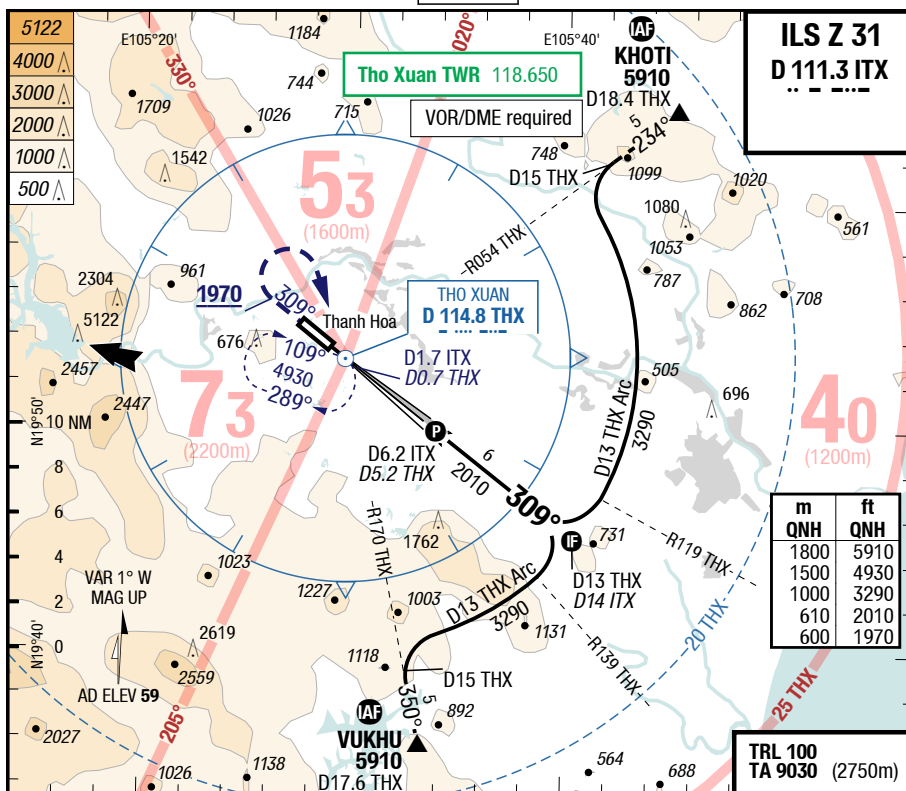 5122
4000
3000
2000
1000
500
E105°20'
1184
020°
E105°40'
IAF
KHOTI
5910
D18.4 THX
ILS Z 31
D 111.3 ITX
330°
744
Tho Xuan TWR 118.650
1709
1026
715
VOR/DME required
5
234°
748
1099
D15 THX
1542
53
(1600m)
1020
561
1080
1053
R054 THX
787
961
2304
1970
309°
THO XUAN
D 114.8 THX
862
708
5122
Thanh Hoa
676
109°
4930
289°
D1.7 ITX
D0.7 THX
2457
505
73
(2200m)
696
40
(1200m)
N19°50'
2447
10 NM
D13 THX Arc
3290
P
D6.2 ITX
D5.2 THX
6
2010
8
309°
6
m ft
QNH QNH
1800 5910
1500 4930
1000 3290
610 2010
600 1970
R170 THX
1762
731
R119 THX
IF
4
1023
D13 THX
D14 ITX
VAR 1° W
MAG UP
2
1227
1003
D13 THX Arc
3290
1131
20 THX
N19°40'
0
2619
R139 THX
1118
D15 THX
2559
AD ELEV 59
25 THX
5
350°
IAF
892
VUKHU
5910
D17.6 THX
205°
2027
1026
1138
564
688
TRL 100
TA 9030 (2750m)